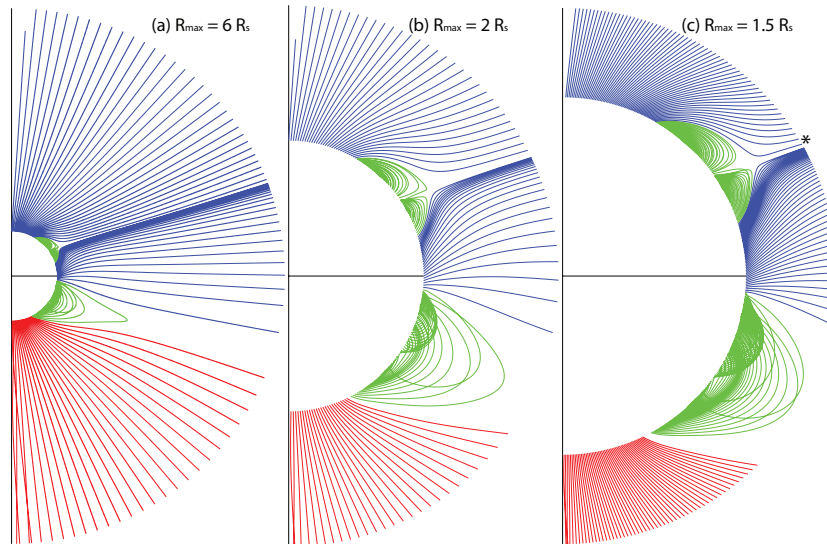 (a) Rmax = 6 Rs
(b) Rmax = 2 Rs
(c) Rmax = 1.5 Rs
*